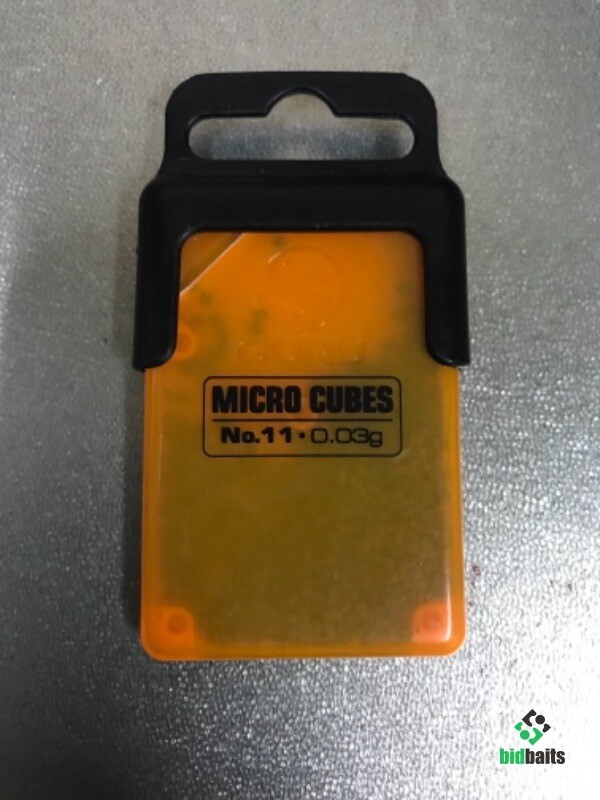 MICRO CUBES
No.11 • 0.03g
bidbaits